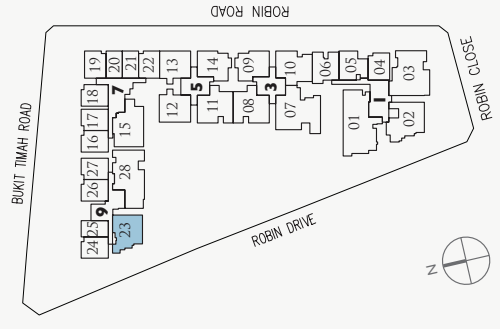 ROBIN ROAD
ROBIN CLOSE
BUKIT TIMAH ROAD
ROBIN DRIVE
19 20 21 22 13 14 09 10 06 05 04 03
18 7 5 3 1
17 15 12 11 08 07 01 02
16
27 28
26
9
25 23
24
N